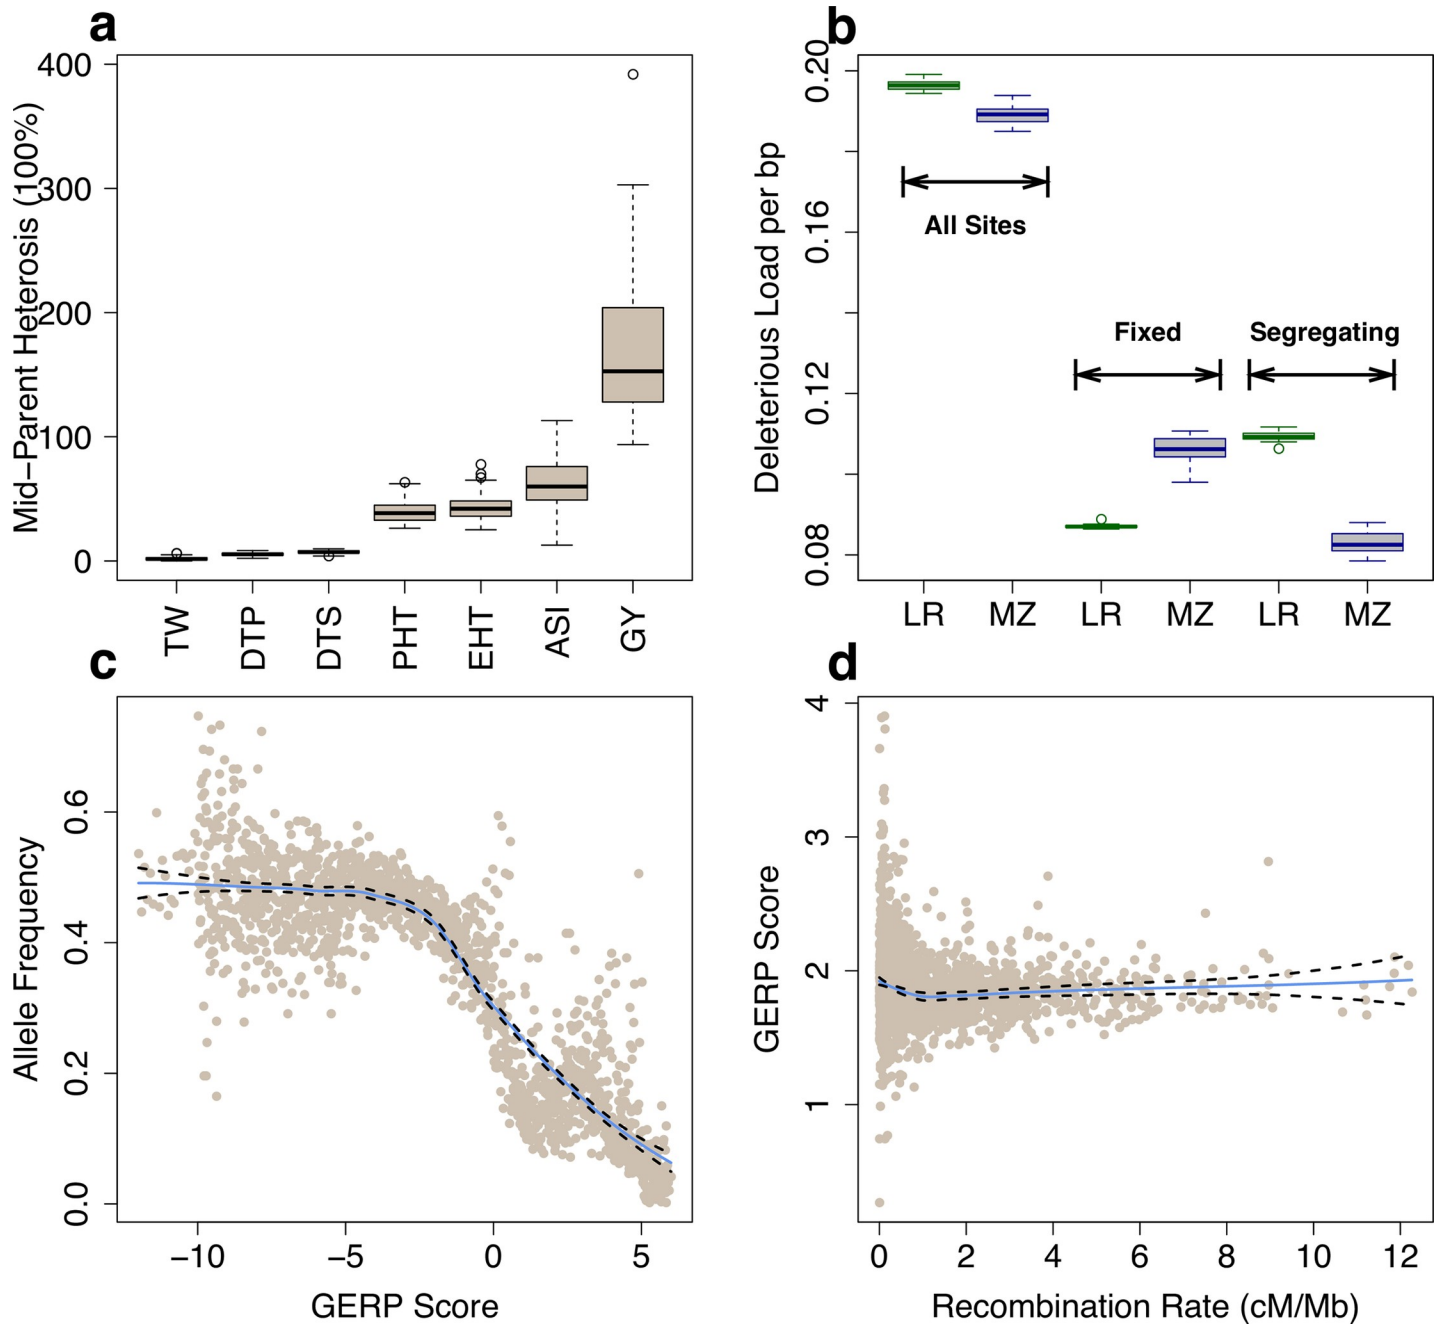 a
Mid−Parent Heterosis (100%)
400
300
200
100
0
TW
DTP
DTS
PHT
EHT
ASI
GY
b
Deleterious Load per bp
0.20
0.16
0.12
0.08
All Sites
Fixed
Segregating
LR
MZ
LR
MZ
LR
MZ
c
Allele Frequency
0.6
0.4
0.2
0.0
−10
−5
0
5
GERP Score
d
GERP Score
4
3
2
1
0
2
4
6
8
10
12
Recombination Rate (cM/Mb)